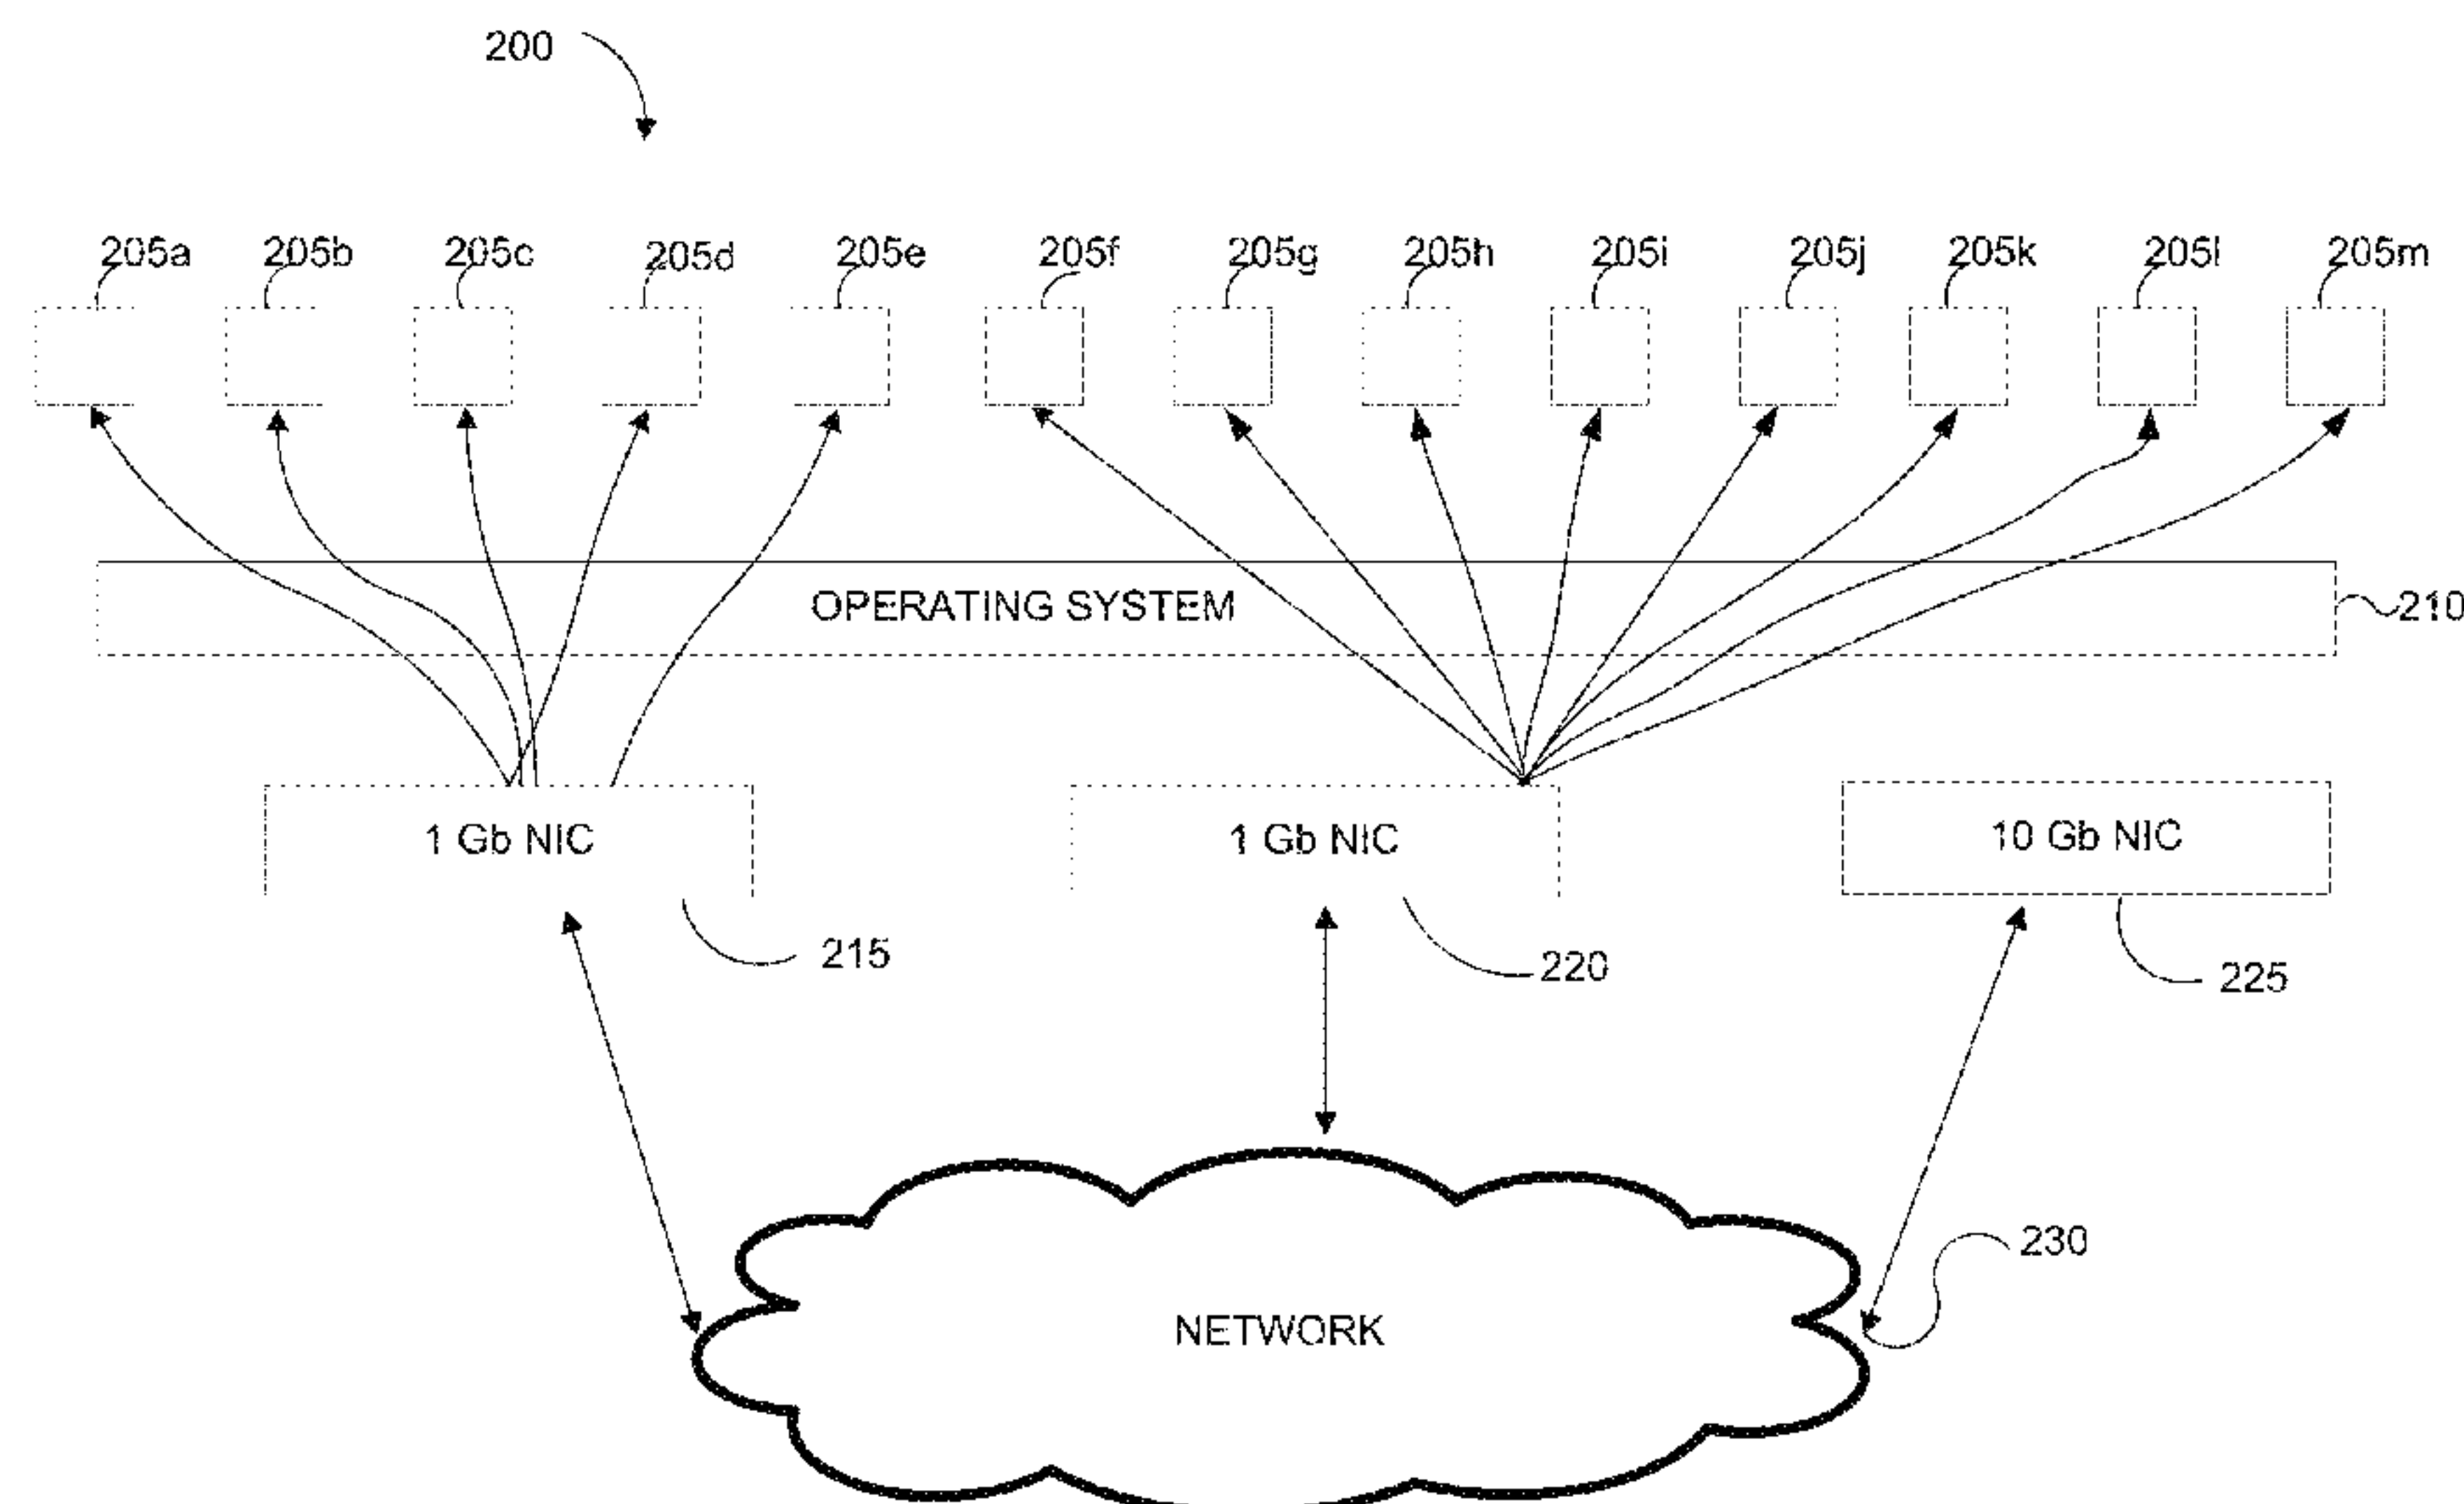 200
205a 205b 205c 205d 205e 205f 205g 205h 205i 205j 205k 205l 205m
OPERATING SYSTEM 210
1 Gb NIC 1 Gb NIC 10 Gb NIC
215 220 225
230
NETWORK